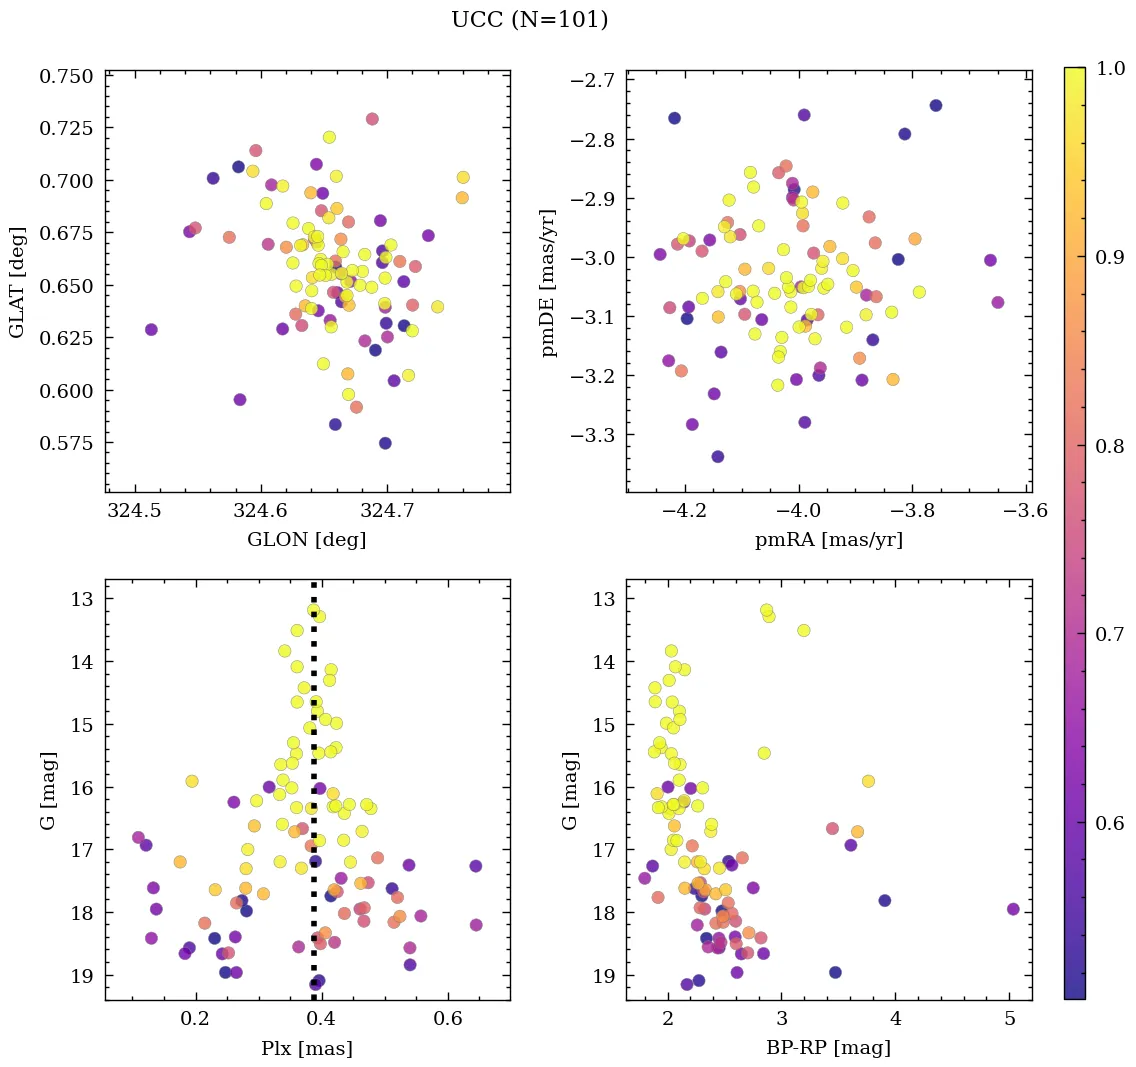 UCC (N=101)
0.750
0.725
0.700
0.675
0.650
0.625
0.600
0.575
GLAT [deg]
324.5 324.6 324.7
GLON [deg]
−2.7
−2.8
−2.9
−3.0
−3.1
−3.2
−3.3
pmDE [mas/yr]
−4.2 −4.0 −3.8 −3.6
pmRA [mas/yr]
13
14
15
16
17
18
19
G [mag]
0.2 0.4 0.6
Plx [mas]
13
14
15
16
17
18
19
G [mag]
2 3 4 5
BP-RP [mag]
1.0
0.9
0.8
0.7
0.6